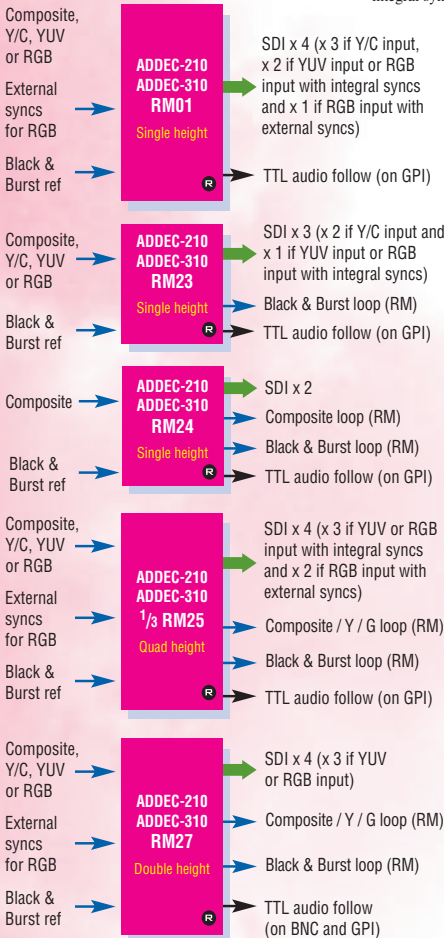 integral syn
Composite,
Y/C, YUV
or RGB
External
syncs
for RGB
Black &
Burst ref
ADDEC-210
ADDEC-310
RM01
Single height
R
SDI x 4 (x 3 if Y/C input,
x 2 if YUV input or RGB
input with integral syncs
and x 1 if RGB input with
external syncs)
TTL audio follow (on GPI)
Composite,
Y/C, YUV
or RGB
Black &
Burst ref
ADDEC-210
ADDEC-310
RM23
Single height
R
SDI x 3 (x 2 if Y/C input and
x 1 if YUV input or RGB
input with integral syncs)
Black & Burst loop (RM)
TTL audio follow (on GPI)
Composite
Black &
Burst ref
ADDEC-210
ADDEC-310
RM24
Single height
R
SDI x 2
Composite loop (RM)
Black & Burst loop (RM)
TTL audio follow (on GPI)
Composite,
Y/C, YUV
or RGB
External
syncs
for RGB
Black &
Burst ref
ADDEC-210
ADDEC-310
1/3 RM25
Quad height
R
SDI x 4 (x 3 if YUV or RGB
input with integral syncs
and x 2 if RGB input with
external syncs)
Composite / Y / G loop (RM)
Black & Burst loop (RM)
TTL audio follow (on GPI)
Composite,
Y/C, YUV
or RGB
External
syncs
for RGB
Black &
Burst ref
ADDEC-210
ADDEC-310
RM27
Double height
R
SDI x 4 (x 3 if YUV
or RGB input)
Composite / Y / G loop (RM)
Black & Burst loop (RM)
TTL audio follow
(on BNC and GPI)